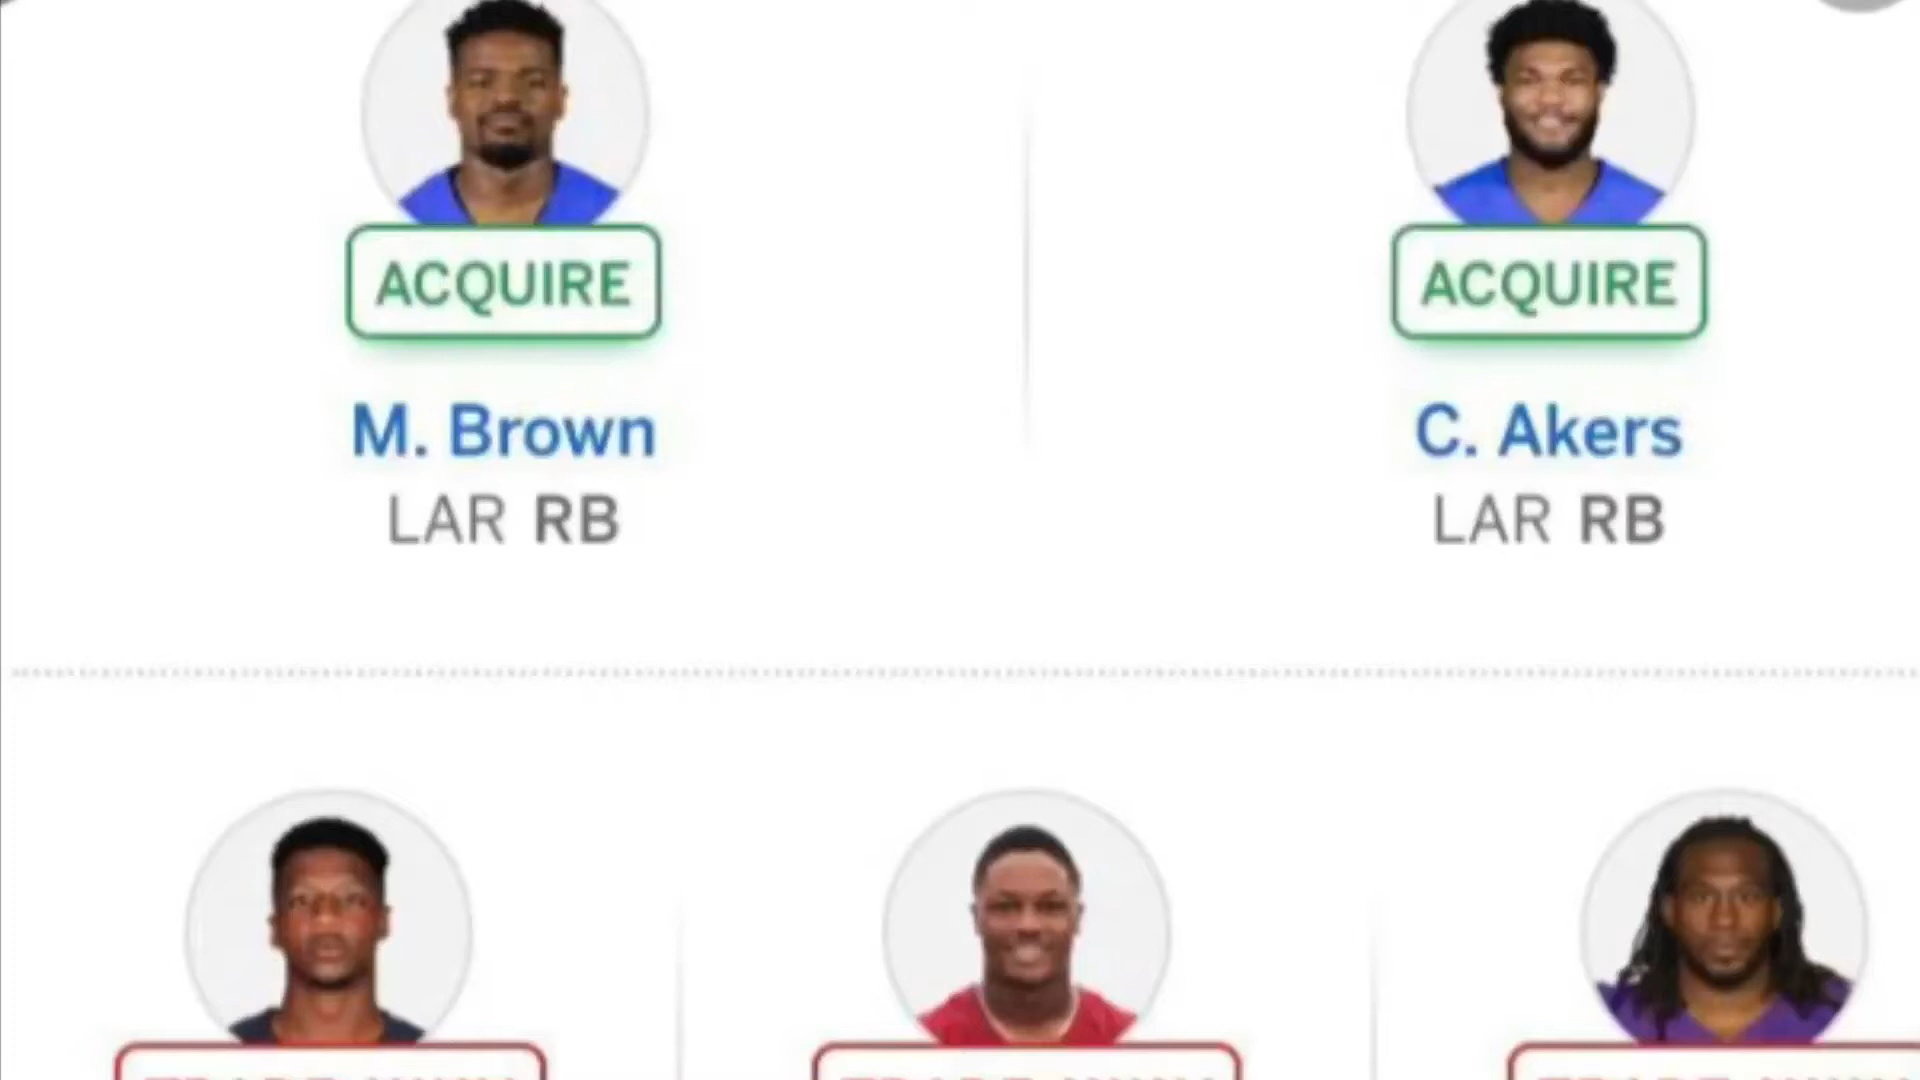 ACQUIRE ACQUIRE
M. Brown C. Akers
LAR RB LAR RB